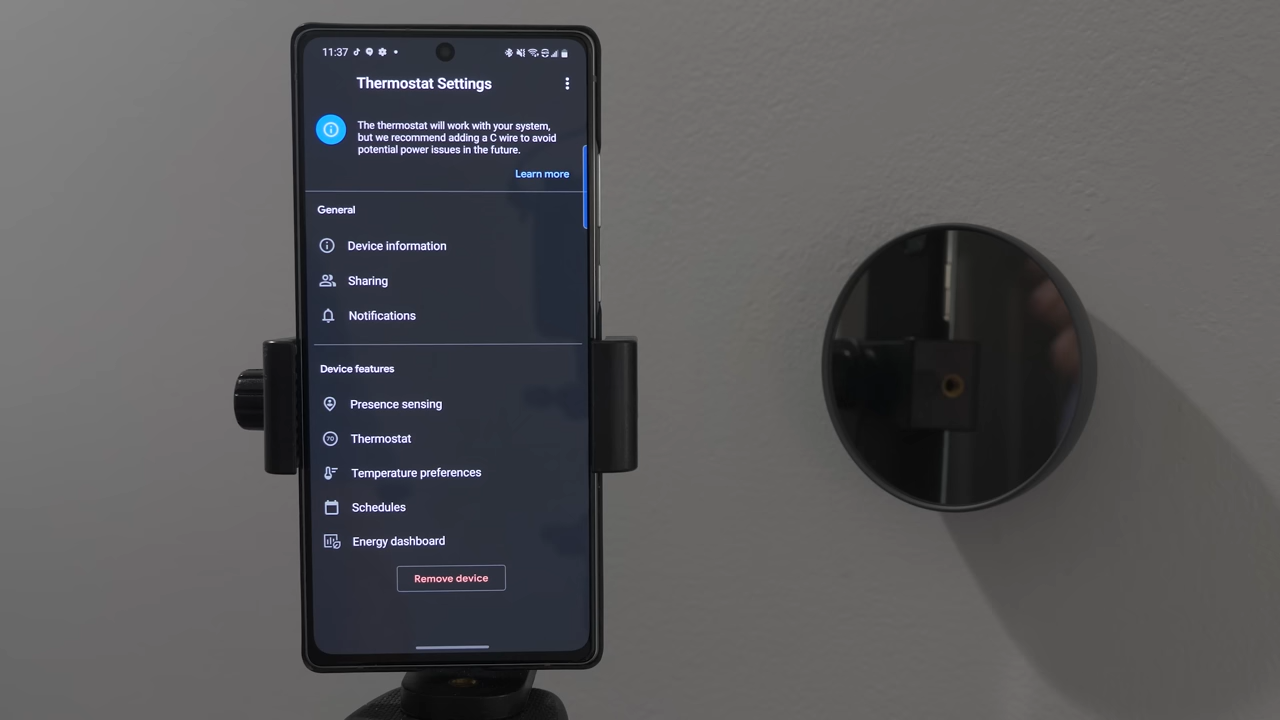 11:37
Thermostat Settings
The thermostat will work with your system,
but we recommend adding a C wire to avoid
potential power issues in the future.
Learn more
General
Device information
Sharing
Notifications
Device features
Presence sensing
70
Thermostat
Temperature preferences
Schedules
Energy dashboard
Remove device